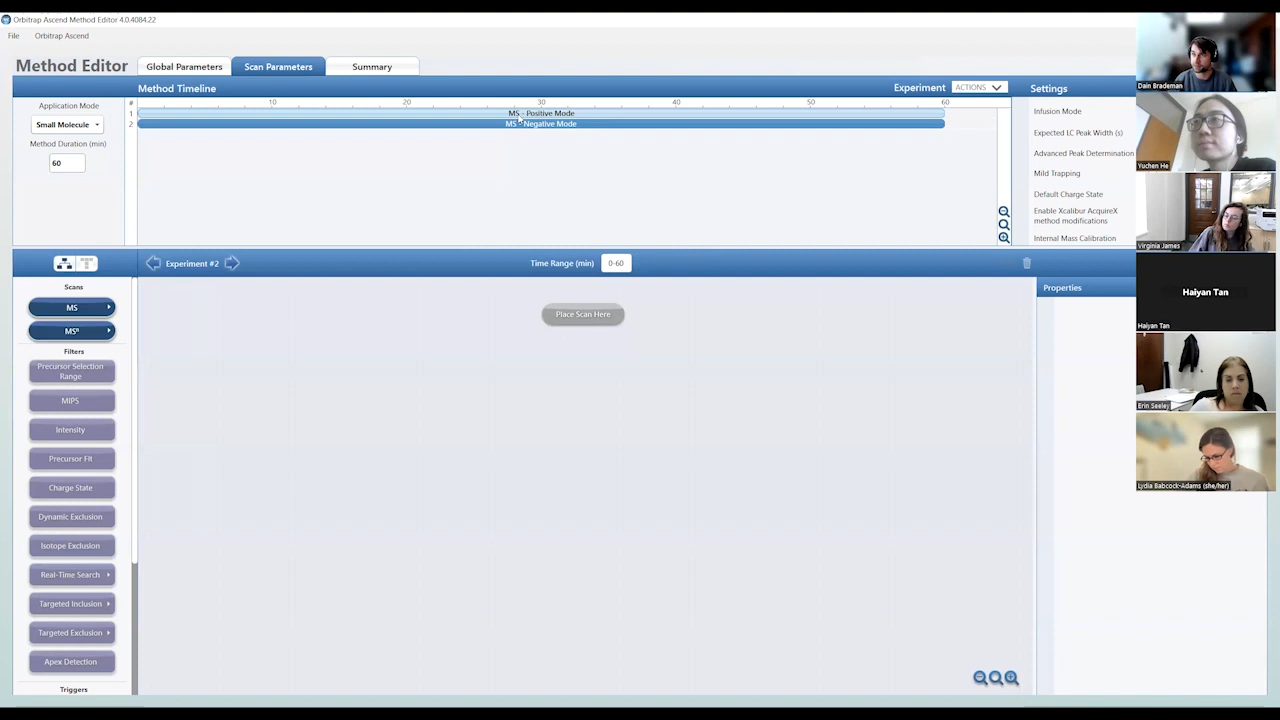 Orbitrap Ascend Method Editor 4.0.4084.22
File Orbitrap Ascend
Method Editor
Global Parameters Scan Parameters Summary
Method Timeline
Experiment ACTIONS
Settings
Application Mode
Small Molecule
Method Duration (min)
60
# 10 20 30 40 50 60
1 MS - Positive Mode
2 MS - Negative Mode
Infusion Mode
Expected LC Peak Width (s)
Advanced Peak Determination
Mild Trapping
Default Charge State
Enable Xcalibur AcquireX
method modifications
Internal Mass Calibration
Experiment #2
Time Range (min) 0-60
Properties
Scans
MS
MSⁿ
Filters
Precursor Selection
Range
MIPS
Intensity
Precursor Fit
Charge State
Dynamic Exclusion
Isotope Exclusion
Real-Time Search
Targeted Inclusion
Targeted Exclusion
Apex Detection
Triggers
Place Scan Here
Dain Brademan
Yuchen He
Virginia James
Haiyan Tan
Haiyan Tan
Erin Seeley
Lydia Babcock-Adams (she/her)